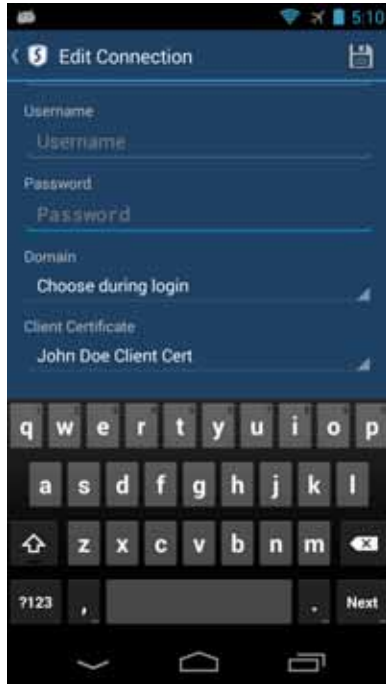 5:10
Edit Connection
Username
Username
Password
Password
Domain
Choose during login
Client Certificate
John Doe Client Cert
q w e r t y u i o p
a s d f g h j k l
z x c v b n m
?123 , . Next